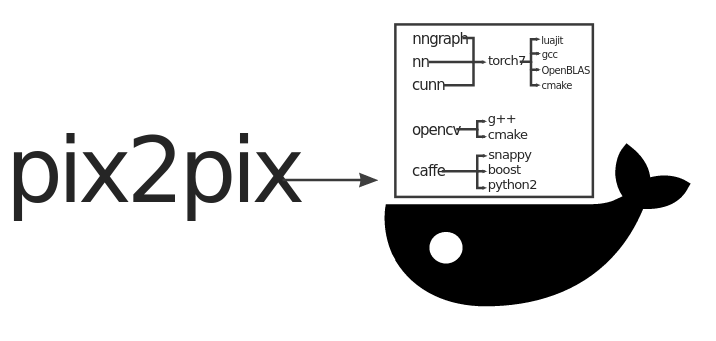 pix2pix
nngraph
nn
cunn
torch7
luajit
gcc
OpenBLAS
cmake
opencv
g++
cmake
caffe
snappy
boost
python2